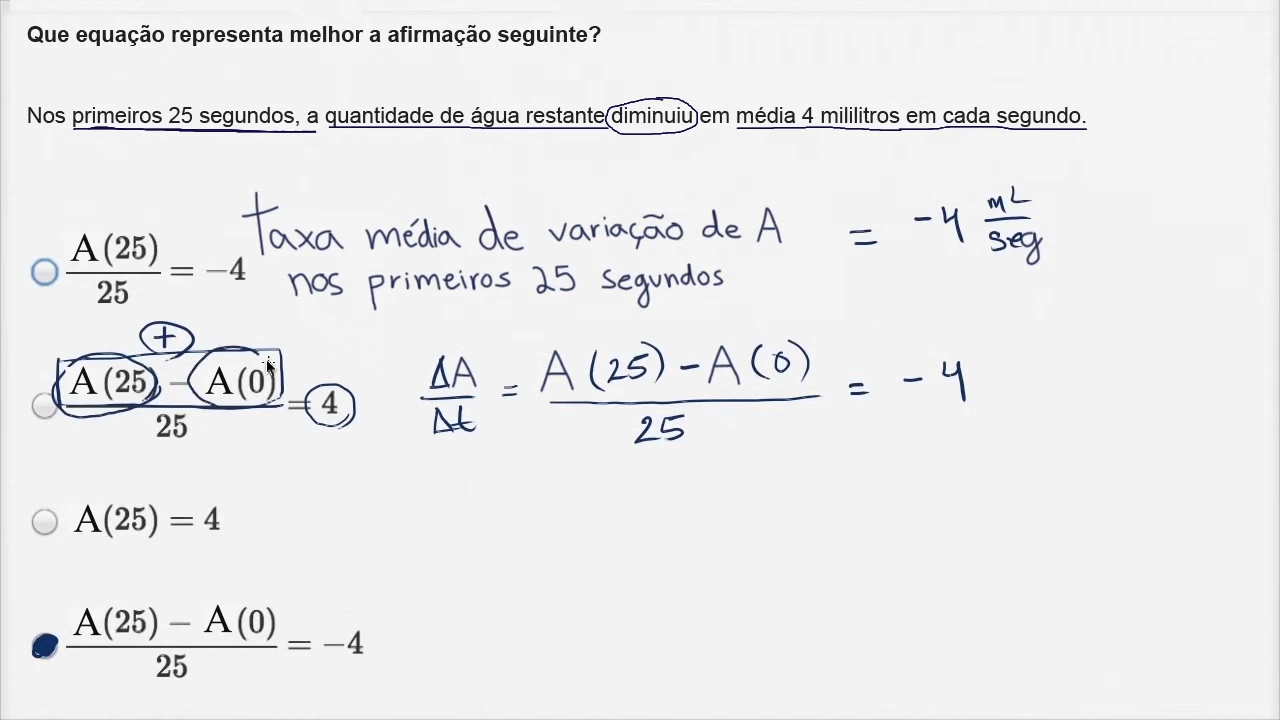 Que equação representa melhor a afirmação seguinte?
Nos primeiros 25 segundos, a quantidade de água restante diminuiu em média 4 mililitros em cada segundo.
Taxa média de variação de A = -4 mL/seg
nos primeiros 25 segundos
A(25)/25 = −4
+
(A(25) − A(0))/25 = 4
ΔA/Δt = (A(25) - A(0))/25 = -4
A(25) = 4
(A(25) − A(0))/25 = −4